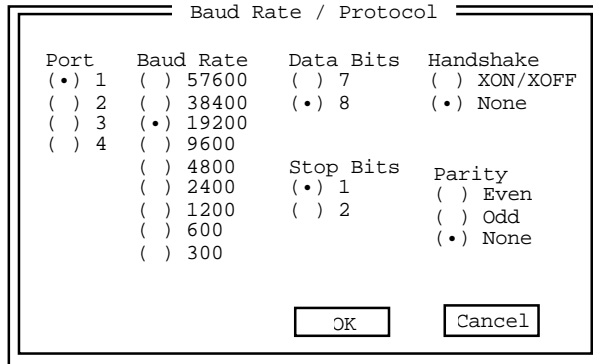 Baud Rate / Protocol
Port
(•) 1
( ) 2
( ) 3
( ) 4
Baud Rate
( ) 57600
( ) 38400
(•) 19200
( ) 9600
( ) 4800
( ) 2400
( ) 1200
( ) 600
( ) 300
Data Bits
( ) 7
(•) 8
Stop Bits
(•) 1
( ) 2
Handshake
( ) XON/XOFF
(•) None
Parity
( ) Even
( ) Odd
(•) None
OK
Cancel